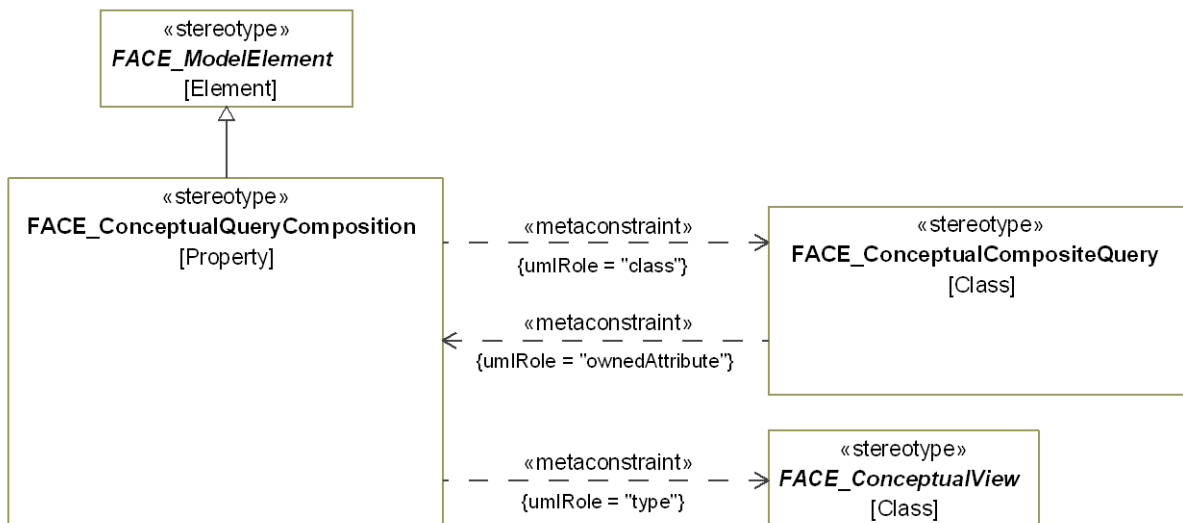 «stereotype»
FACE_ModelElement
[Element]
«stereotype»
FACE_ConceptualQueryComposition
[Property]
«metaconstraint»
{umlRole = "class"}
«stereotype»
FACE_ConceptualCompositeQuery
[Class]
«metaconstraint»
{umlRole = "ownedAttribute"}
«metaconstraint»
{umlRole = "type"}
«stereotype»
FACE_ConceptualView
[Class]